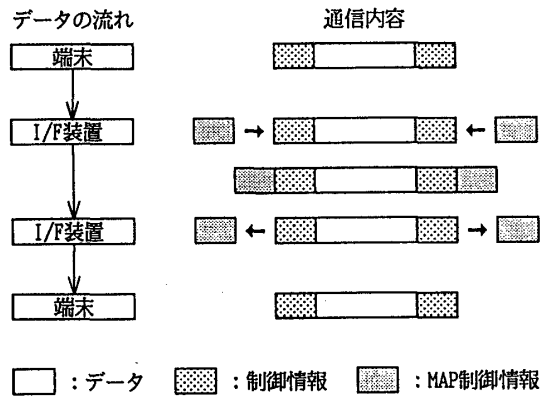 データの流れ
通信内容
端末
I/F装置
I/F装置
端末
：データ
：制御情報
：MAP制御情報